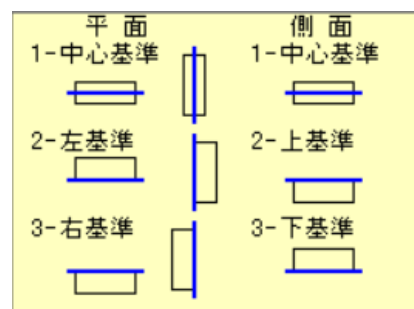 平 面
1-中心基準
2-左基準
3-右基準
側 面
1-中心基準
2-上基準
3-下基準